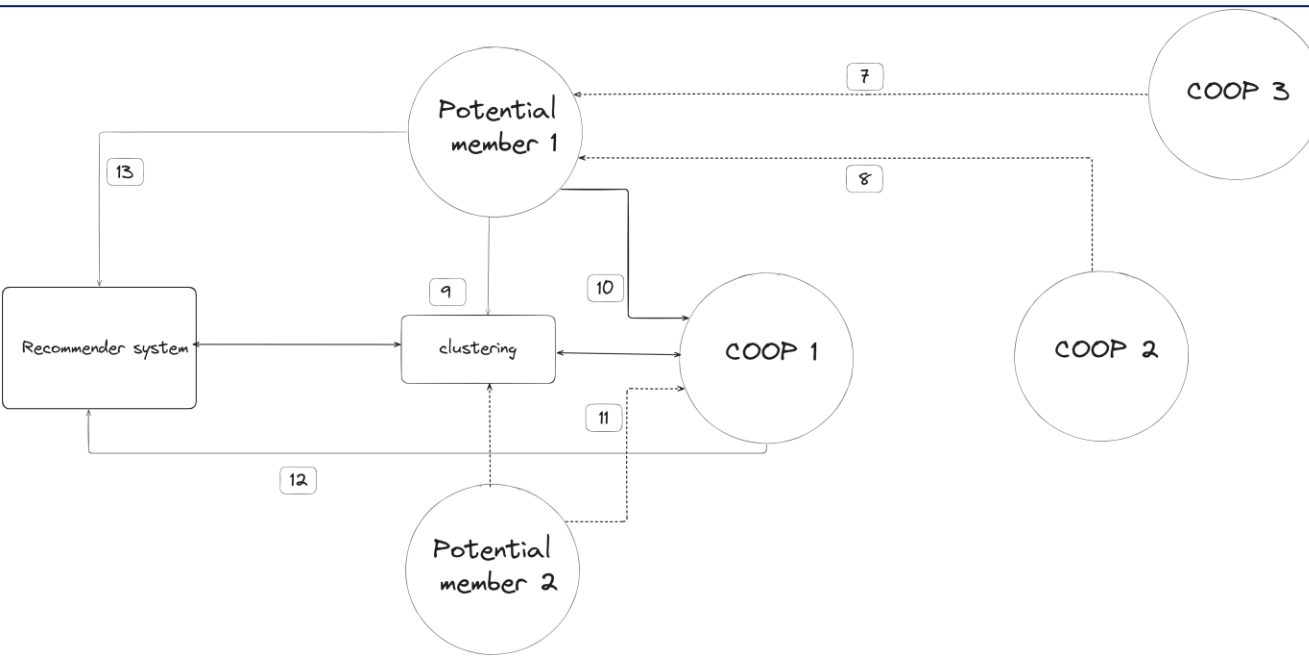 7
COOP 3
Potential
member 1
13
8
10
9
Recommender system
clustering
COOP 1
COOP 2
11
12
Potential
member 2